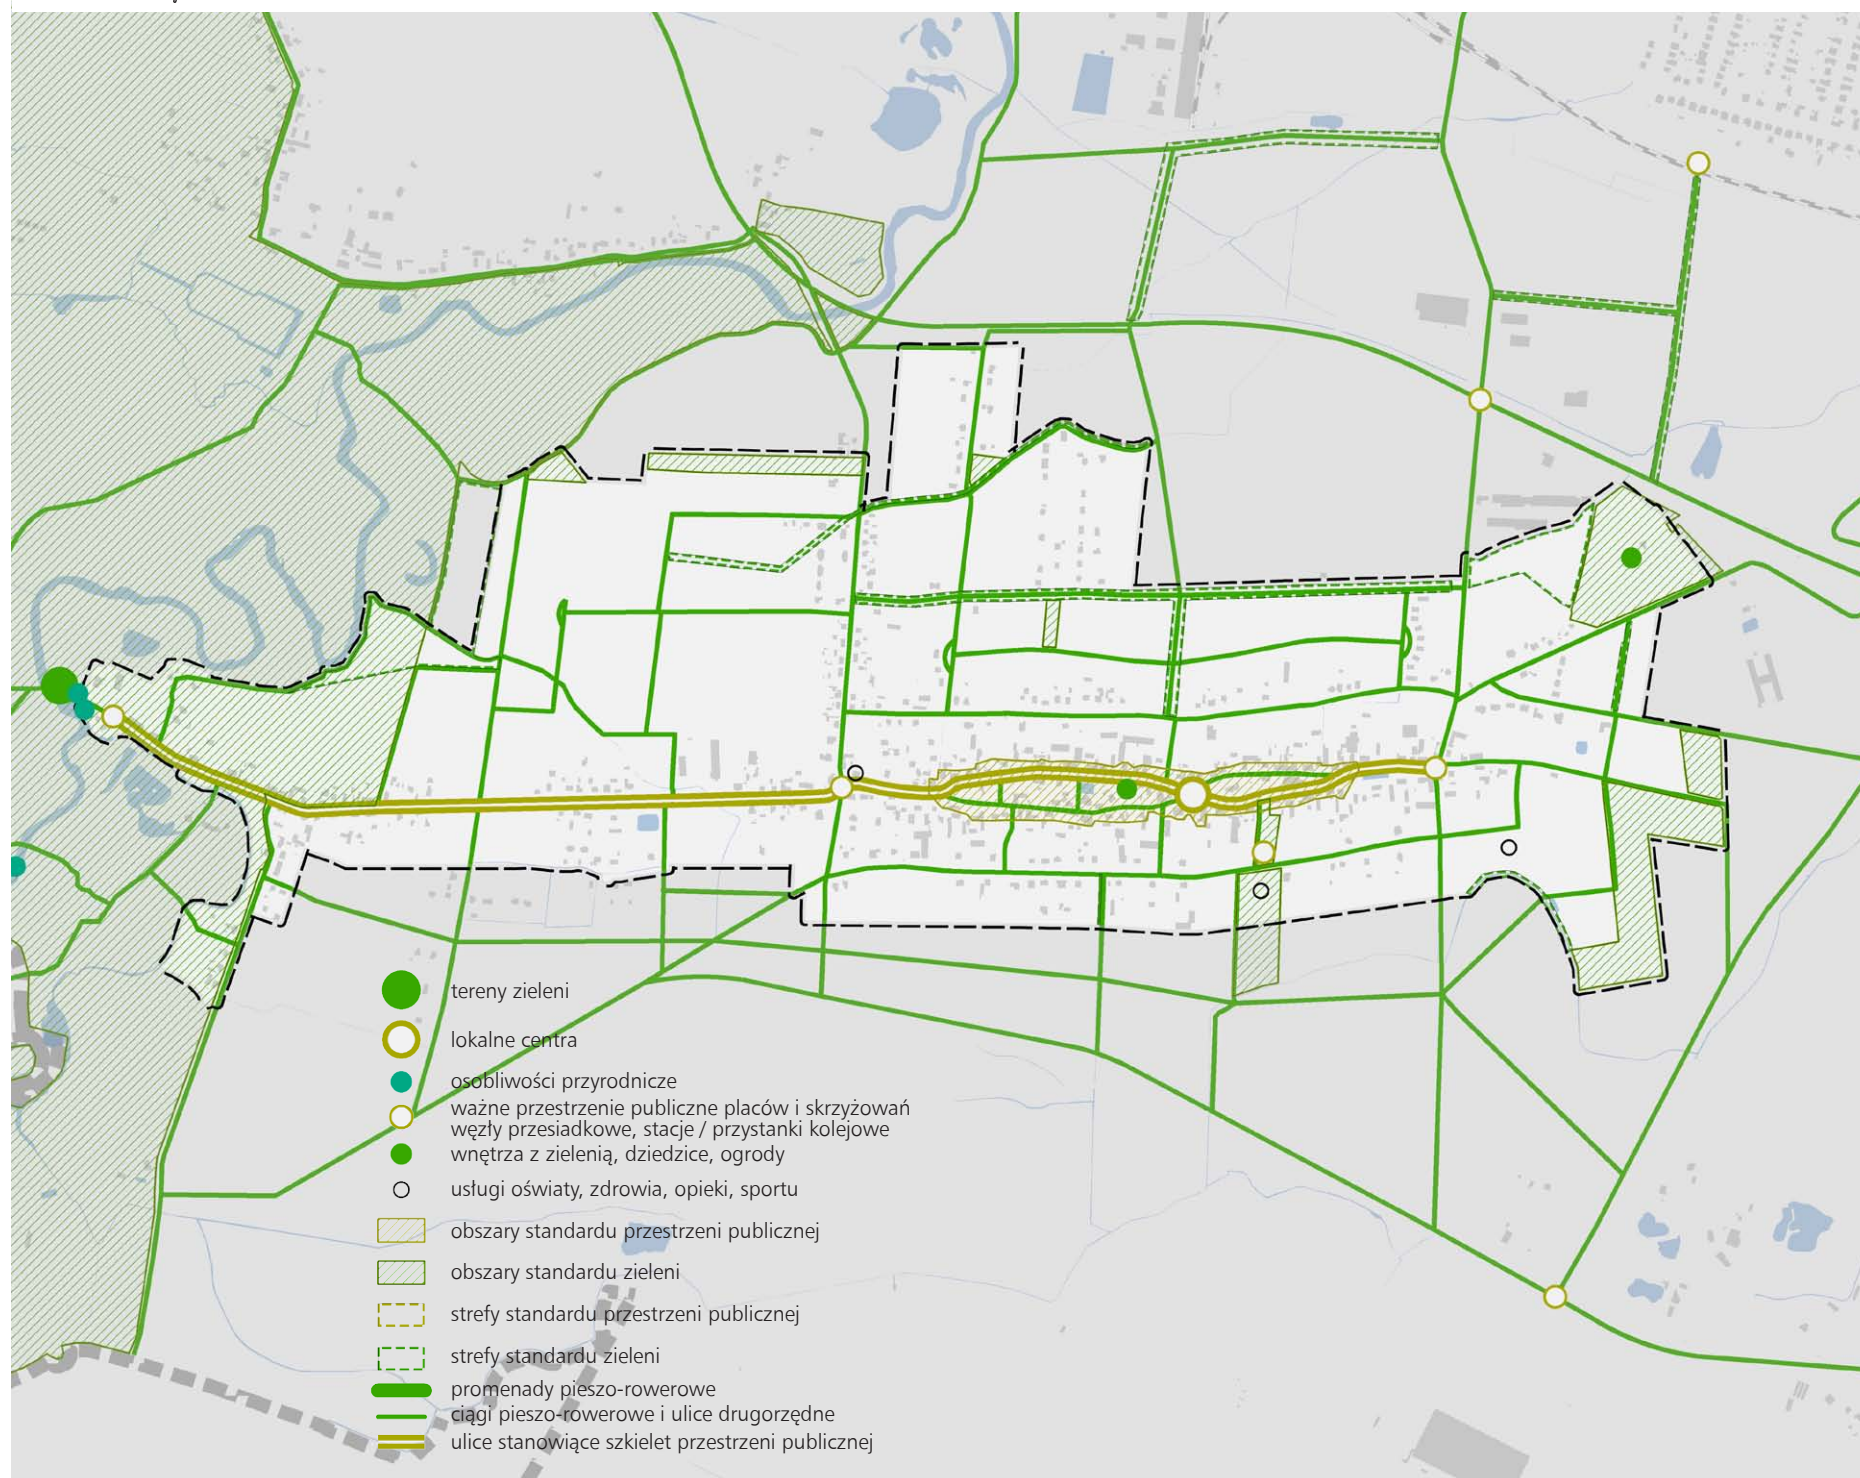 tereny zieleni
lokalne centra
osobliwości przyrodnicze
ważne przestrzenie publiczne placów i skrzyżowań
węzły przesiadkowe, stacje / przystanki kolejowe
wnętrza z zielenią, dziedzice, ogrody
usługi oświaty, zdrowia, opieki, sportu
obszary standardu przestrzeni publicznej
obszary standardu zieleni
strefy standardu przestrzeni publicznej
strefy standardu zieleni
promenady pieszo-rowerowe
ciągi pieszo-rowerowe i ulice drugorzędne
ulice stanowiące szkielet przestrzeni publicznej